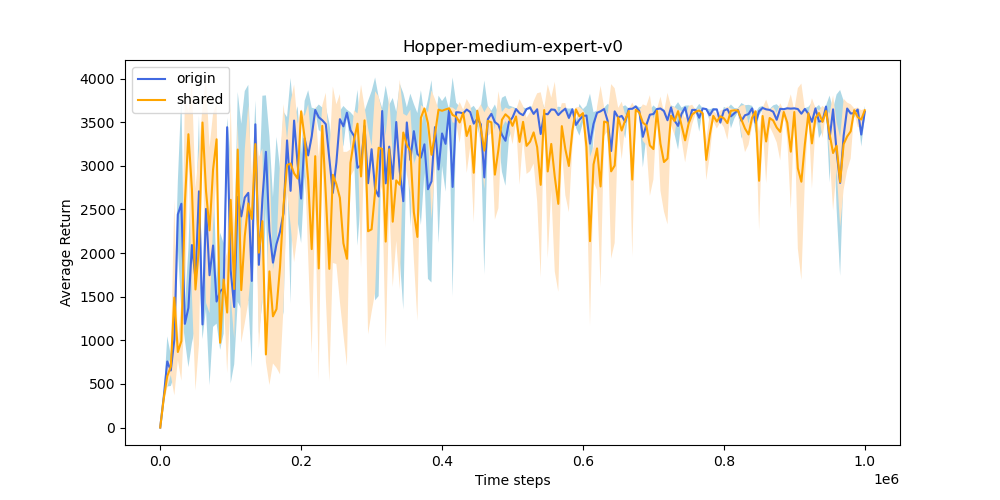 Hopper-medium-expert-v0
origin
shared
Average Return
4000
3500
3000
2500
2000
1500
1000
500
0
0.0 0.2 0.4 0.6 0.8 1.0
1e6
Time steps